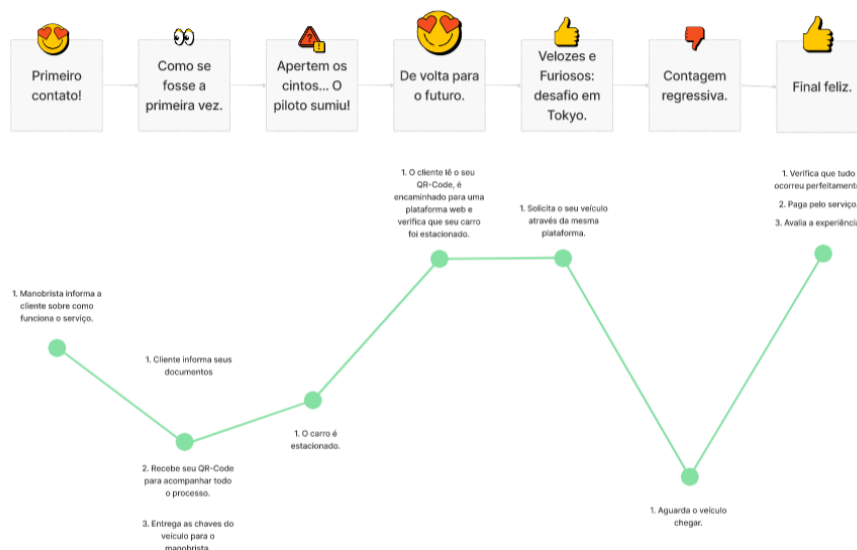 Primeiro
contato!
Como se
fosse a
primeira vez.
Apertem os
cintos... O
piloto sumiu!
De volta para
o futuro.
Velozes e
Furiosos:
desafio em
Tokyo.
Contagem
regressiva.
Final feliz.
1. Manobrista informa a
cliente sobre como
funciona o serviço.
1. Cliente informa seus
documentos
2. Recebe seu QR-Code
para acompanhar todo
o processo.
3. Entrega as chaves do
veículo para o
manobrista
1. O carro é
estacionado.
1. O cliente lê o seu
QR-Code, é
encaminhado para uma
plataforma web e
verifica que seu carro
foi estacionado.
1. Solicita o seu veículo
através da mesma
plataforma.
1. Aguarda o veículo
chegar.
1. Verifica que tudo
ocorreu perfeitament
2. Paga pelo serviço.
3. Avalia a experiência